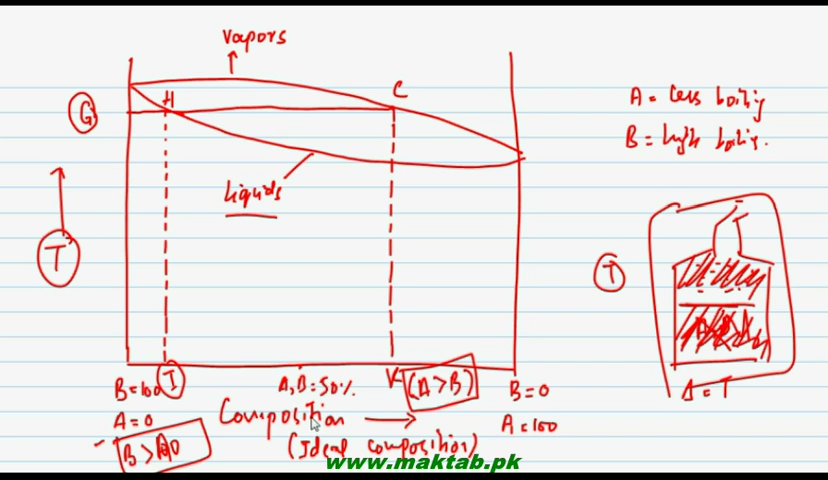 Vapors
H
C
G
A = less boiling
B = high boiling.
Liquids
T
T
T
B=100
I
A,B=50%
K
(A>B)
B=0
A=0
Composition
A=100
B>A
(Ideal composition)
www.maktab.pk